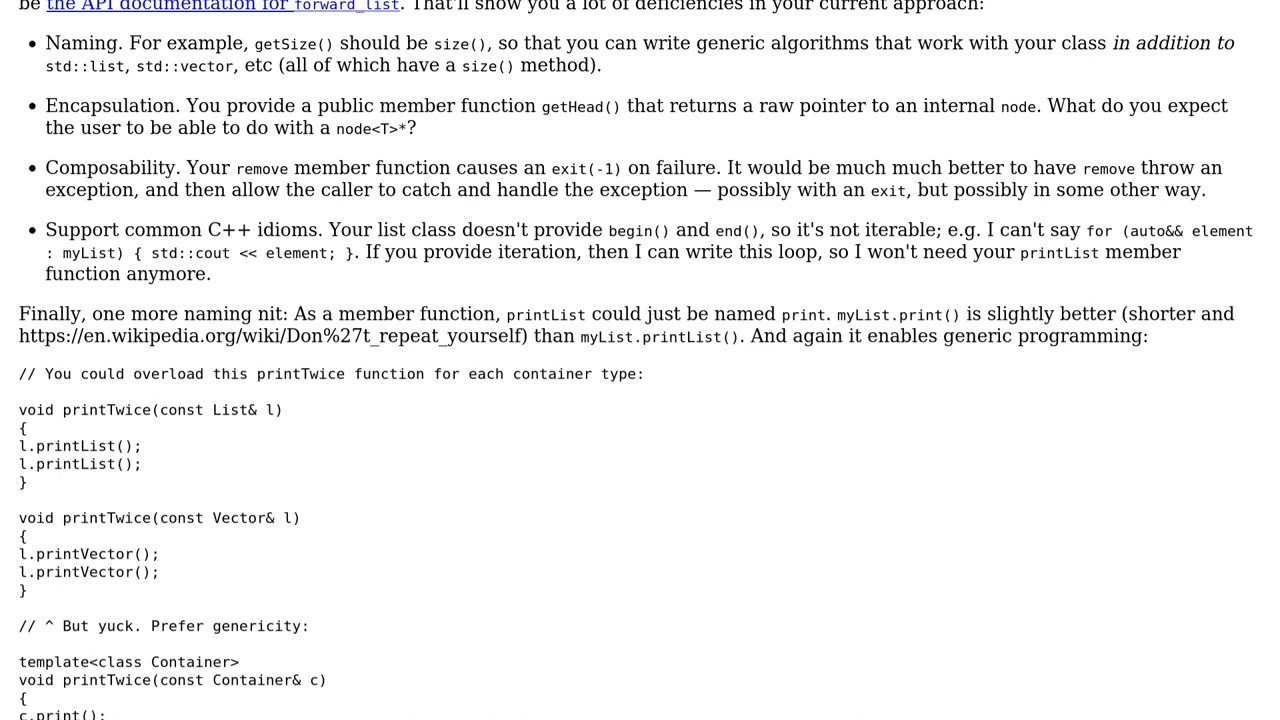 be the API documentation for forward_list. That'll show you a lot of deficiencies in your current approach:
• Naming. For example, getSize() should be size(), so that you can write generic algorithms that work with your class in addition to
std::list, std::vector, etc (all of which have a size() method).
• Encapsulation. You provide a public member function getHead() that returns a raw pointer to an internal node. What do you expect
the user to be able to do with a node<T>*?
• Composability. Your remove member function causes an exit(-1) on failure. It would be much much better to have remove throw an
exception, and then allow the caller to catch and handle the exception — possibly with an exit, but possibly in some other way.
• Support common C++ idioms. Your list class doesn't provide begin() and end(), so it's not iterable; e.g. I can't say for (auto&& element
: myList) { std::cout << element; }. If you provide iteration, then I can write this loop, so I won't need your printList member
function anymore.
Finally, one more naming nit: As a member function, printList could just be named print. myList.print() is slightly better (shorter and
https://en.wikipedia.org/wiki/Don%27t_repeat_yourself) than myList.printList(). And again it enables generic programming:
// You could overload this printTwice function for each container type:
void printTwice(const List& l)
{
l.printList();
l.printList();
}
void printTwice(const Vector& l)
{
l.printVector();
l.printVector();
}
// ^ But yuck. Prefer genericity:
template<class Container>
void printTwice(const Container& c)
{
c.print();